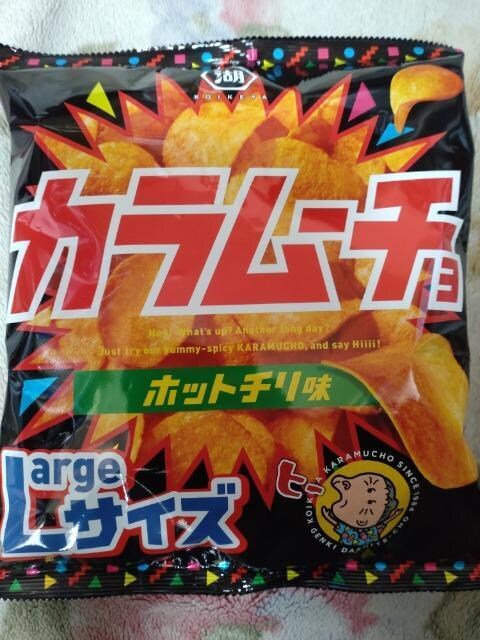 湖
KOIKEYA
カラムーチョ
Hey! What's up? Another long day?
Just try our yummy-spicy KARAMUCHO, and say Hiiii!
ホットチリ味
Large
Lサイズ
ヒー
KOIKEYA KARAMUCHO SINCE 1984
GENKI